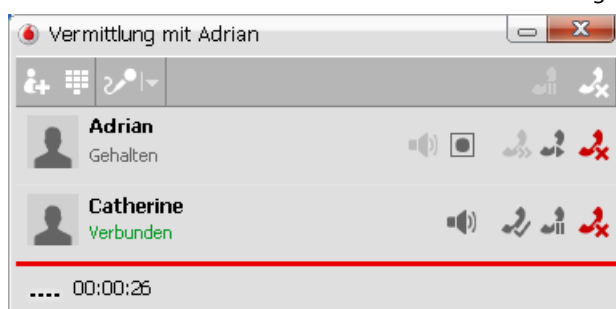 Vermittlung mit Adrian
Adrian
Gehalten
Catherine
Verbunden
.... 00:00:26